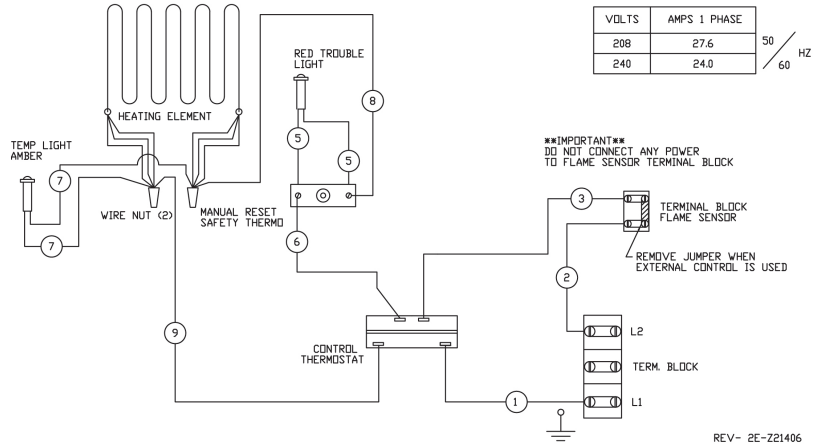 VOLTS AMPS 1 PHASE
208 27.6
240 24.0
50/60 HZ
RED TROUBLE
LIGHT
8
HEATING ELEMENT
5
5
**IMPORTANT**
DO NOT CONNECT ANY POWER
TO FLAME SENSOR TERMINAL BLOCK
TEMP LIGHT
AMBER
7
7
WIRE NUT (2)
MANUAL RESET
SAFETY THERMO
3
TERMINAL BLOCK
FLAME SENSOR
6
REMOVE JUMPER WHEN
EXTERNAL CONTROL IS USED
2
9
CONTROL
THERMOSTAT
L2
TERM. BLOCK
1
L1
REV- 2E-Z21406